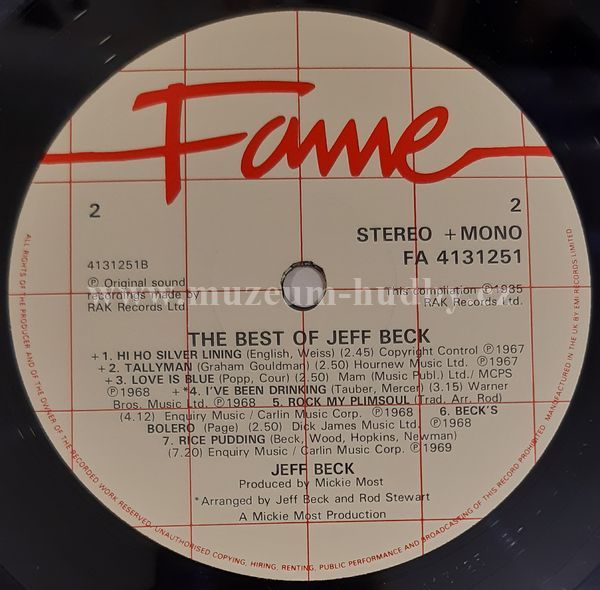 Fame
2
2
STEREO + MONO
FA 4131251
4131251B
℗ Original sound
recordings made by
RAK Records Ltd
This compilation ℗1985
RAK Records Ltd.
www.muzeum-hudby.cz
THE BEST OF JEFF BECK
+ 1. HI HO SILVER LINING (English, Weiss) (2.45) Copyright Control ℗1967
+ 2. TALLYMAN (Graham Gouldman) (2.50) Hournew Music Ltd. ℗1967
+ 3. LOVE IS BLUE (Popp, Cour) (2.50) Mam (Music Publ.) Ltd./ MCPS
℗1968 + *4. I'VE BEEN DRINKING (Tauber, Mercer) (3.15) Warner
Bros. Music Ltd. ℗1968 5. ROCK MY PLIMSOUL (Trad. Arr. Rod)
(4.12) Enquiry Music / Carlin Music Corp. ℗1968 6. BECK'S
BOLERO (Page) (2.50) Dick James Music Ltd. ℗1968
7. RICE PUDDING (Beck, Wood, Hopkins, Newman)
(7.20) Enquiry Music / Carlin Music Corp. ℗1969
JEFF BECK
Produced by Mickie Most
*Arranged by Jeff Beck and Rod Stewart
A Mickie Most Production
ALL RIGHTS OF THE PRODUCER AND OF THE OWNER OF THE RECORDED WORK RESERVED. UNAUTHORISED COPYING, HIRING, RENTING, PUBLIC PERFORMANCE AND BROADCASTING OF THIS RECORD PROHIBITED. MANUFACTURED IN THE UK BY EMI RECORDS LIMITED.